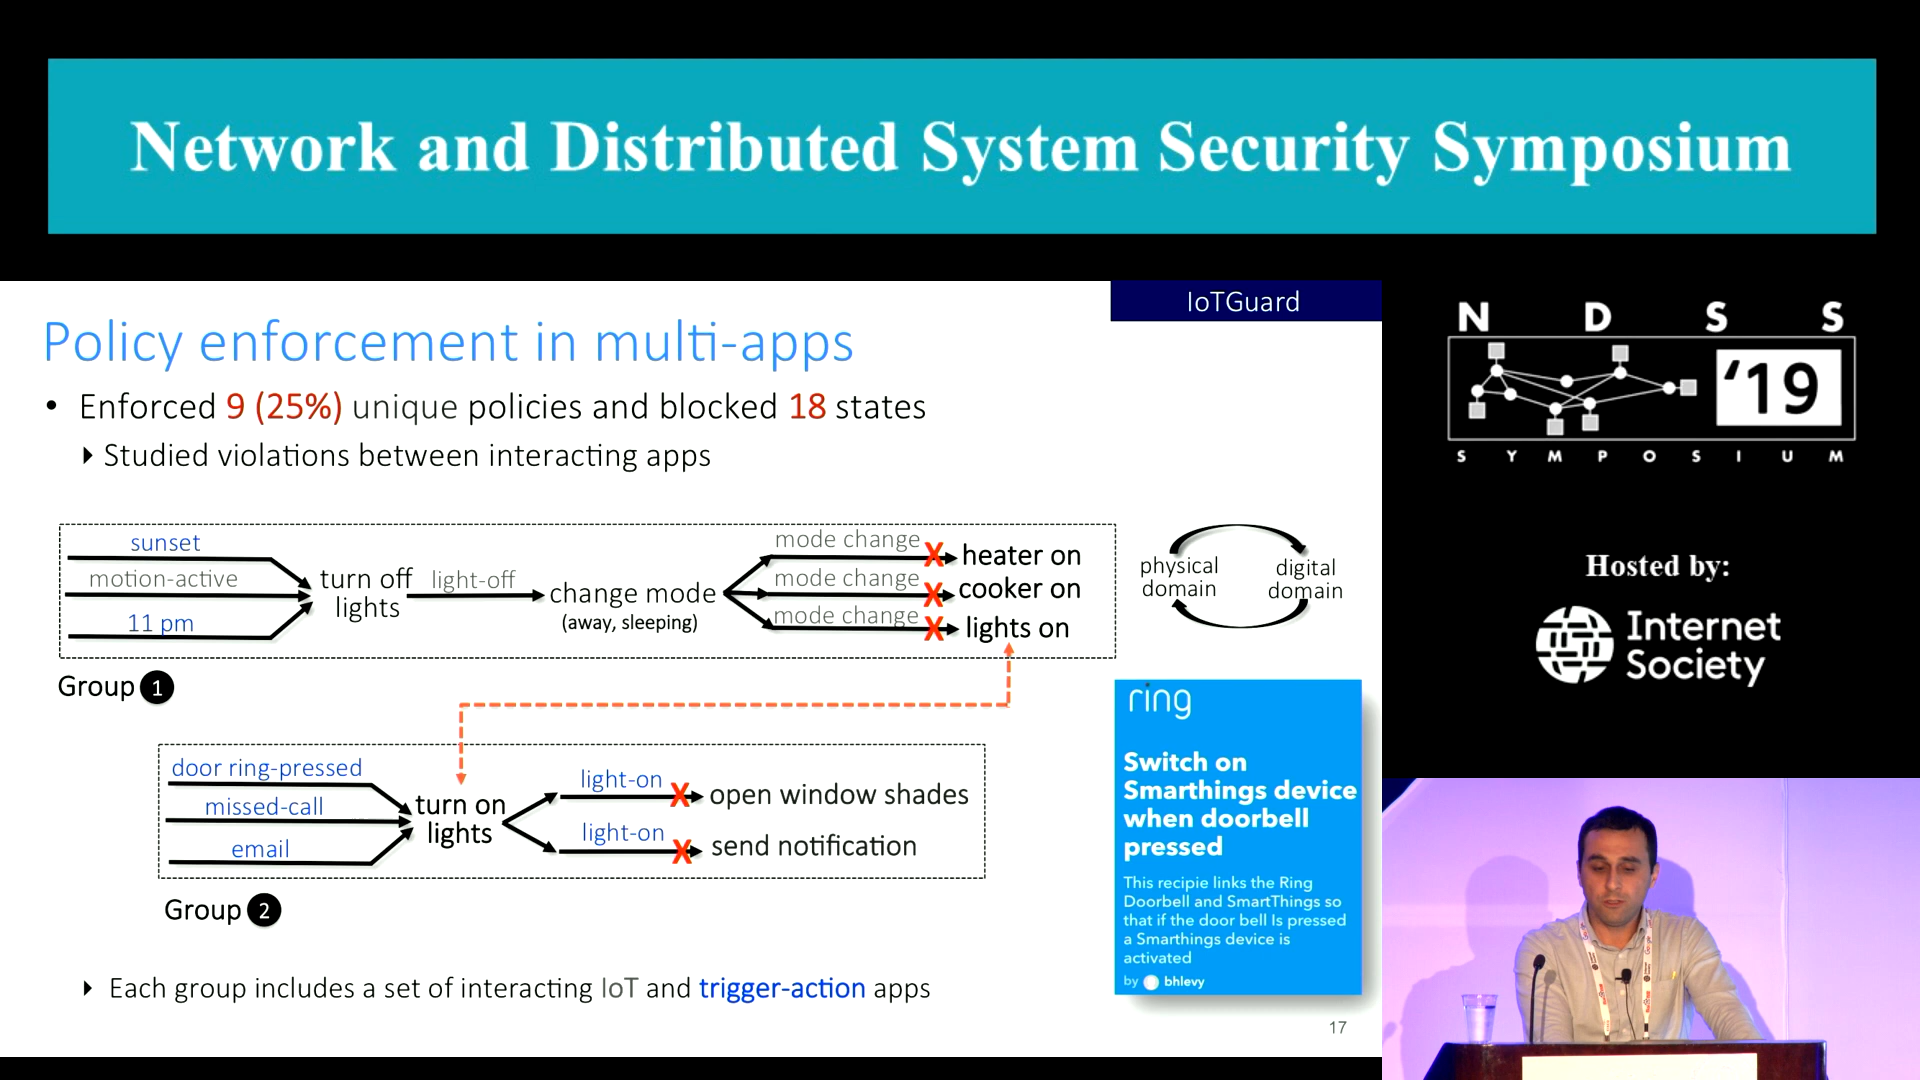 Network and Distributed System Security Symposium
IoTGuard
Policy enforcement in multi-apps
• Enforced 9 (25%) unique policies and blocked 18 states
Studied violations between interacting apps
sunset
motion-active
11 pm
turn off
lights
light-off
change mode
(away, sleeping)
mode change
mode change
mode change
X heater on
X cooker on
X lights on
Group 1
physical
domain
digital
domain
door ring-pressed
missed-call
email
turn on
lights
light-on
light-on
X open window shades
X send notification
Group 2
Each group includes a set of interacting IoT and trigger-action apps
ring
Switch on
Smarthings device
when doorbell
pressed
This recipie links the Ring
Doorbell and SmartThings so
that if the door bell Is pressed
a Smarthings device is
activated
by bhlevy
17
N D S S
'19
S Y M P O S I U M
Hosted by:
Internet
Society